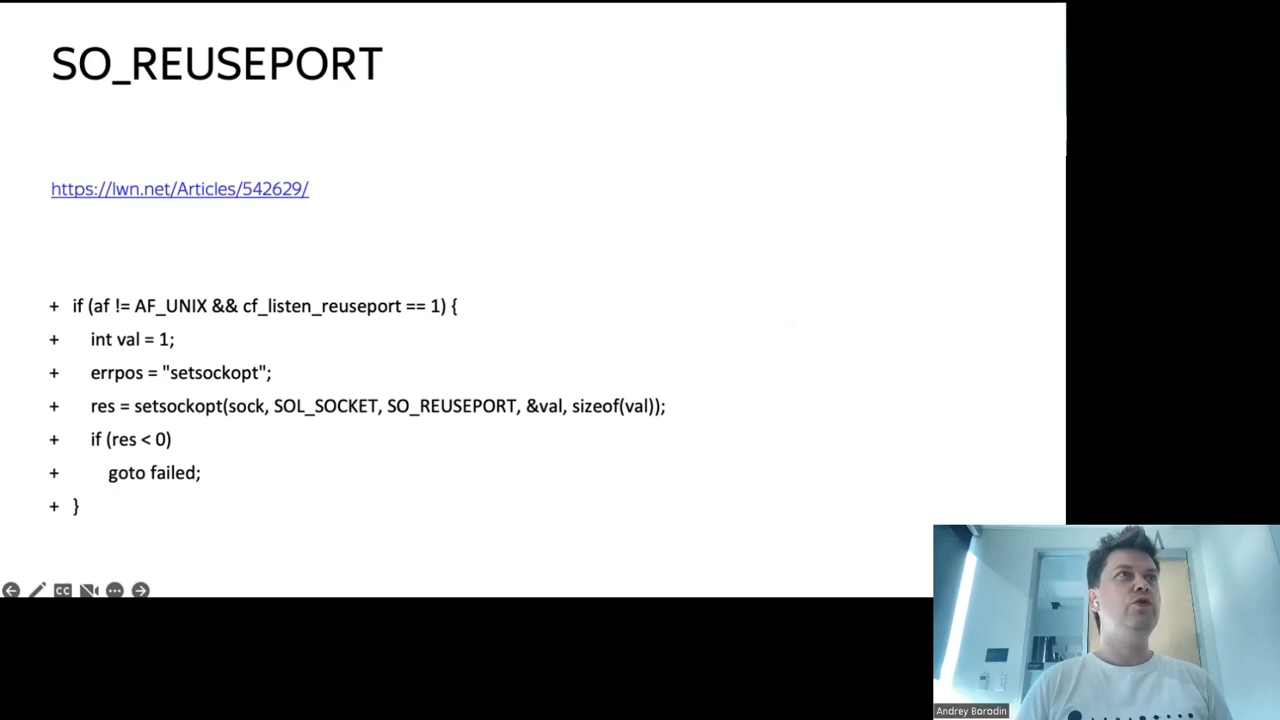 SO_REUSEPORT
https://lwn.net/Articles/542629/
+ if (af != AF_UNIX && cf_listen_reuseport == 1) {
+ int val = 1;
+ errpos = "setsockopt";
+ res = setsockopt(sock, SOL_SOCKET, SO_REUSEPORT, &val, sizeof(val));
+ if (res < 0)
+ goto failed;
+ }
CC
Andrey Borodin